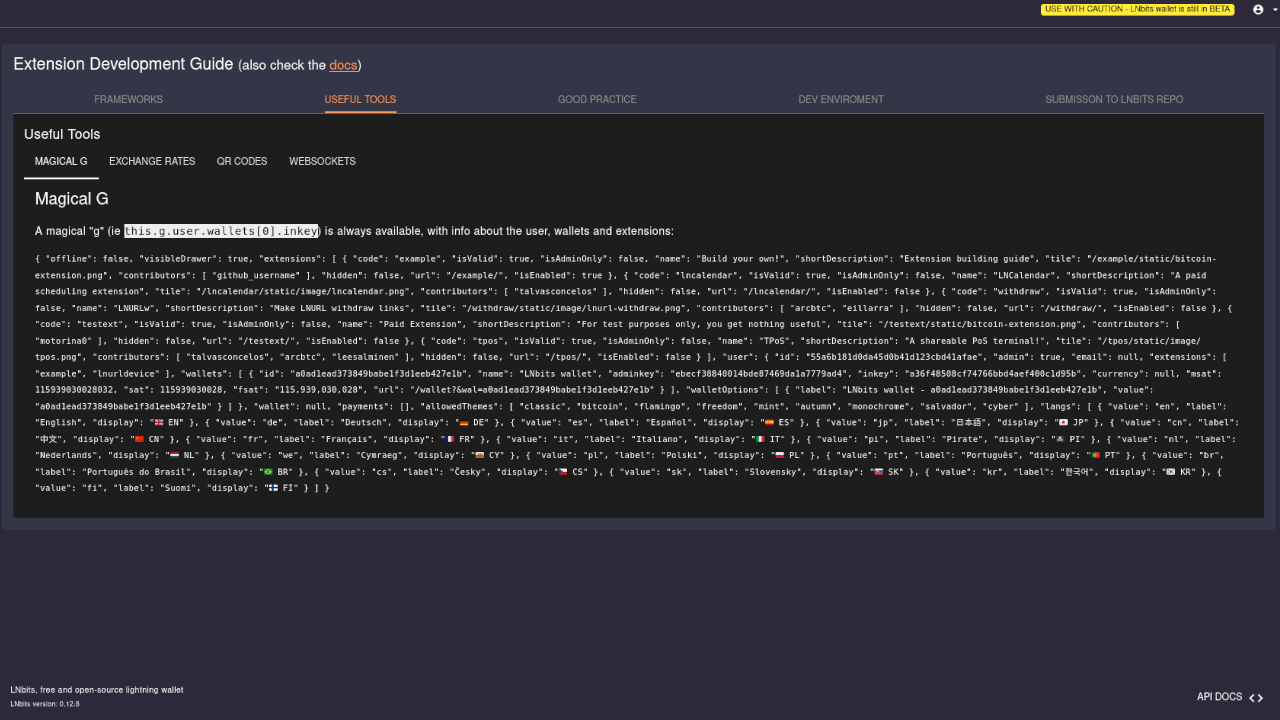 USE WITH CAUTION - LNbits wallet is still in BETA
Extension Development Guide (also check the docs)
FRAMEWORKS USEFUL TOOLS GOOD PRACTICE DEV ENVIROMENT SUBMISSON TO LNBITS REPO
Useful Tools
MAGICAL G EXCHANGE RATES QR CODES WEBSOCKETS
Magical G
A magical "g" (ie this.g.user.wallets[0].inkey) is always available, with info about the user, wallets and extensions:
{ "offline": false, "visibleDrawer": true, "extensions": [ { "code": "example", "isValid": true, "isAdminOnly": false, "name": "Build your own!", "shortDescription": "Extension building guide", "tile": "/example/static/bitcoin-
extension.png", "contributors": [ "github_username" ], "hidden": false, "url": "/example/", "isEnabled": true }, { "code": "lncalendar", "isValid": true, "isAdminOnly": false, "name": "LNCalendar", "shortDescription": "A paid
scheduling extension", "tile": "/lncalendar/static/image/lncalendar.png", "contributors": [ "talvasconcelos" ], "hidden": false, "url": "/lncalendar/", "isEnabled": false }, { "code": "withdraw", "isValid": true, "isAdminOnly":
false, "name": "LNURLw", "shortDescription": "Make LNURL withdraw links", "tile": "/withdraw/static/image/lnurl-withdraw.png", "contributors": [ "arcbtc", "eillarra" ], "hidden": false, "url": "/withdraw/", "isEnabled": false }, {
"code": "testext", "isValid": true, "isAdminOnly": false, "name": "Paid Extension", "shortDescription": "For test purposes only, you get nothing useful", "tile": "/testext/static/bitcoin-extension.png", "contributors": [
"motorina0" ], "hidden": false, "url": "/testext/", "isEnabled": false }, { "code": "tpos", "isValid": true, "isAdminOnly": false, "name": "TPoS", "shortDescription": "A shareable PoS terminal!", "tile": "/tpos/static/image/
tpos.png", "contributors": [ "talvasconcelos", "arcbtc", "leesalminen" ], "hidden": false, "url": "/tpos/", "isEnabled": false } ], "user": { "id": "55a6b181d0da45d0b41d123cbd41afae", "admin": true, "email": null, "extensions": [
"example", "lnurldevice" ], "wallets": [ { "id": "a0ad1ead373849babe1f3d1eeb427e1b", "name": "LNbits wallet", "adminkey": "ebecf38840014bde87469da1a7779ad4", "inkey": "a36f48508cf74766bbd4aef400c1d95b", "currency": null, "msat":
115939030028032, "sat": 115939030028, "fsat": "115,939,030,028", "url": "/wallet?&wal=a0ad1ead373849babe1f3d1eeb427e1b" } ], "walletOptions": [ { "label": "LNbits wallet - a0ad1ead373849babe1f3d1eeb427e1b", "value":
"a0ad1ead373849babe1f3d1eeb427e1b" } ] }, "wallet": null, "payments": [], "allowedThemes": [ "classic", "bitcoin", "flamingo", "freedom", "mint", "autumn", "monochrome", "salvador", "cyber" ], "langs": [ { "value": "en", "label":
"English", "display": "🇬🇧 EN" }, { "value": "de", "label": "Deutsch", "display": "🇩🇪 DE" }, { "value": "es", "label": "Español", "display": "🇪🇸 ES" }, { "value": "jp", "label": "日本語", "display": "🇯🇵 JP" }, { "value": "cn", "label":
"中文", "display": "🇨🇳 CN" }, { "value": "fr", "label": "Français", "display": "🇫🇷 FR" }, { "value": "it", "label": "Italiano", "display": "🇮🇹 IT" }, { "value": "pi", "label": "Pirate", "display": "🏴‍☠️ PI" }, { "value": "nl", "label":
"Nederlands", "display": "🇳🇱 NL" }, { "value": "we", "label": "Cymraeg", "display": "🏴󠁧󠁢󠁷󠁬󠁳󠁿 CY" }, { "value": "pl", "label": "Polski", "display": "🇵🇱 PL" }, { "value": "pt", "label": "Português", "display": "🇵🇹 PT" }, { "value": "br",
"label": "Português do Brasil", "display": "🇧🇷 BR" }, { "value": "cs", "label": "Česky", "display": "🇨🇿 CS" }, { "value": "sk", "label": "Slovensky", "display": "🇸🇰 SK" }, { "value": "kr", "label": "한국어", "display": "🇰🇷 KR" }, {
"value": "fi", "label": "Suomi", "display": "🇫🇮 FI" } ] }
LNbits, free and open-source lightning wallet
LNbits version: 0.12.6
API DOCS